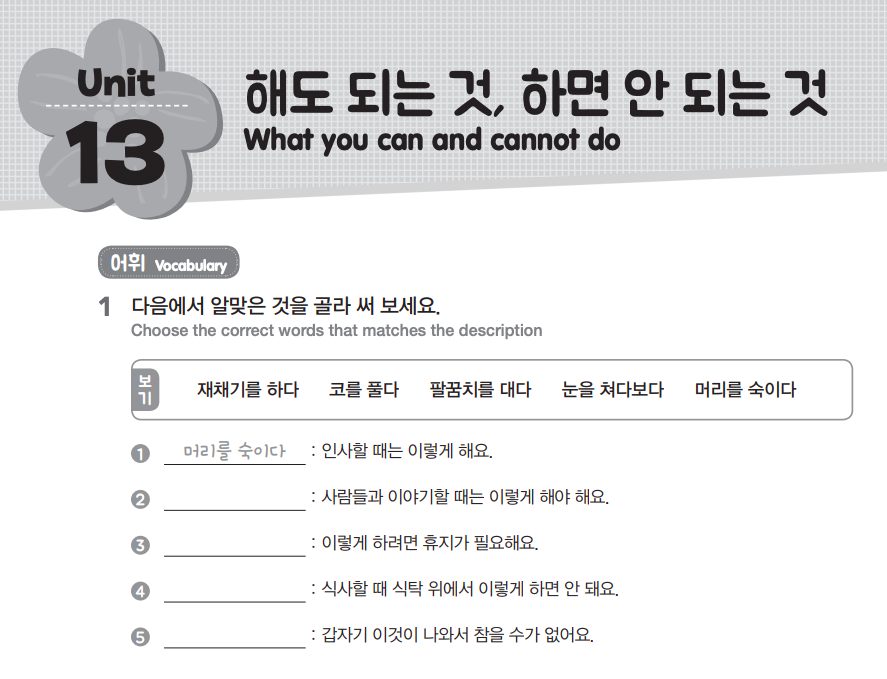 Unit
13
해도 되는 것, 하면 안 되는 것
What you can and cannot do
어휘 Vocabulary
1 다음에서 알맞은 것을 골라 써 보세요.
Choose the correct words that matches the description
보기
재채기를 하다 코를 풀다 팔꿈치를 대다 눈을 쳐다보다 머리를 숙이다
1 머리를 숙이다 : 인사할 때는 이렇게 해요.
2 : 사람들과 이야기할 때는 이렇게 해야 해요.
3 : 이렇게 하려면 휴지가 필요해요.
4 : 식사할 때 식탁 위에서 이렇게 하면 안 돼요.
5 : 갑자기 이것이 나와서 참을 수가 없어요.